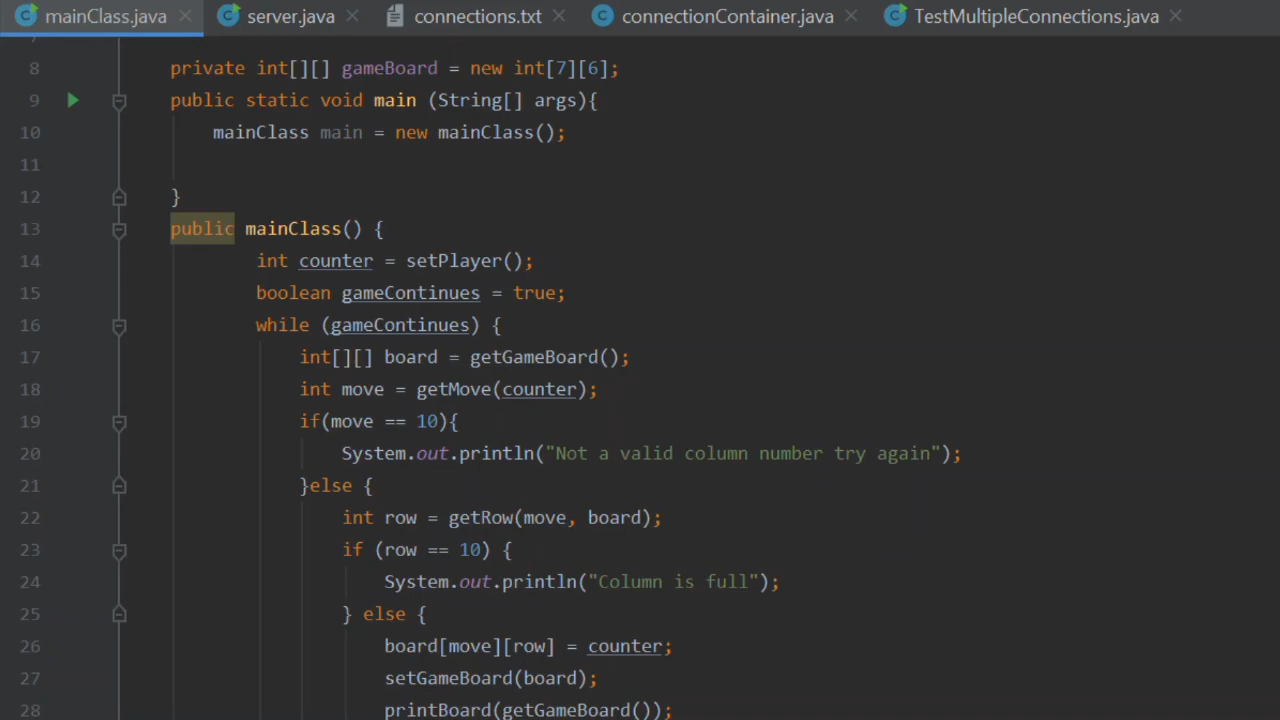 mainClass.java server.java connections.txt connectionContainer.java TestMultipleConnections.java
8 private int[][] gameBoard = new int[7][6];
9 public static void main (String[] args){
10 mainClass main = new mainClass();
11
12 }
13 public mainClass() {
14 int counter = setPlayer();
15 boolean gameContinues = true;
16 while (gameContinues) {
17 int[][] board = getGameBoard();
18 int move = getMove(counter);
19 if(move == 10){
20 System.out.println("Not a valid column number try again");
21 }else {
22 int row = getRow(move, board);
23 if (row == 10) {
24 System.out.println("Column is full");
25 } else {
26 board[move][row] = counter;
27 setGameBoard(board);
28 printBoard(getGameBoard());